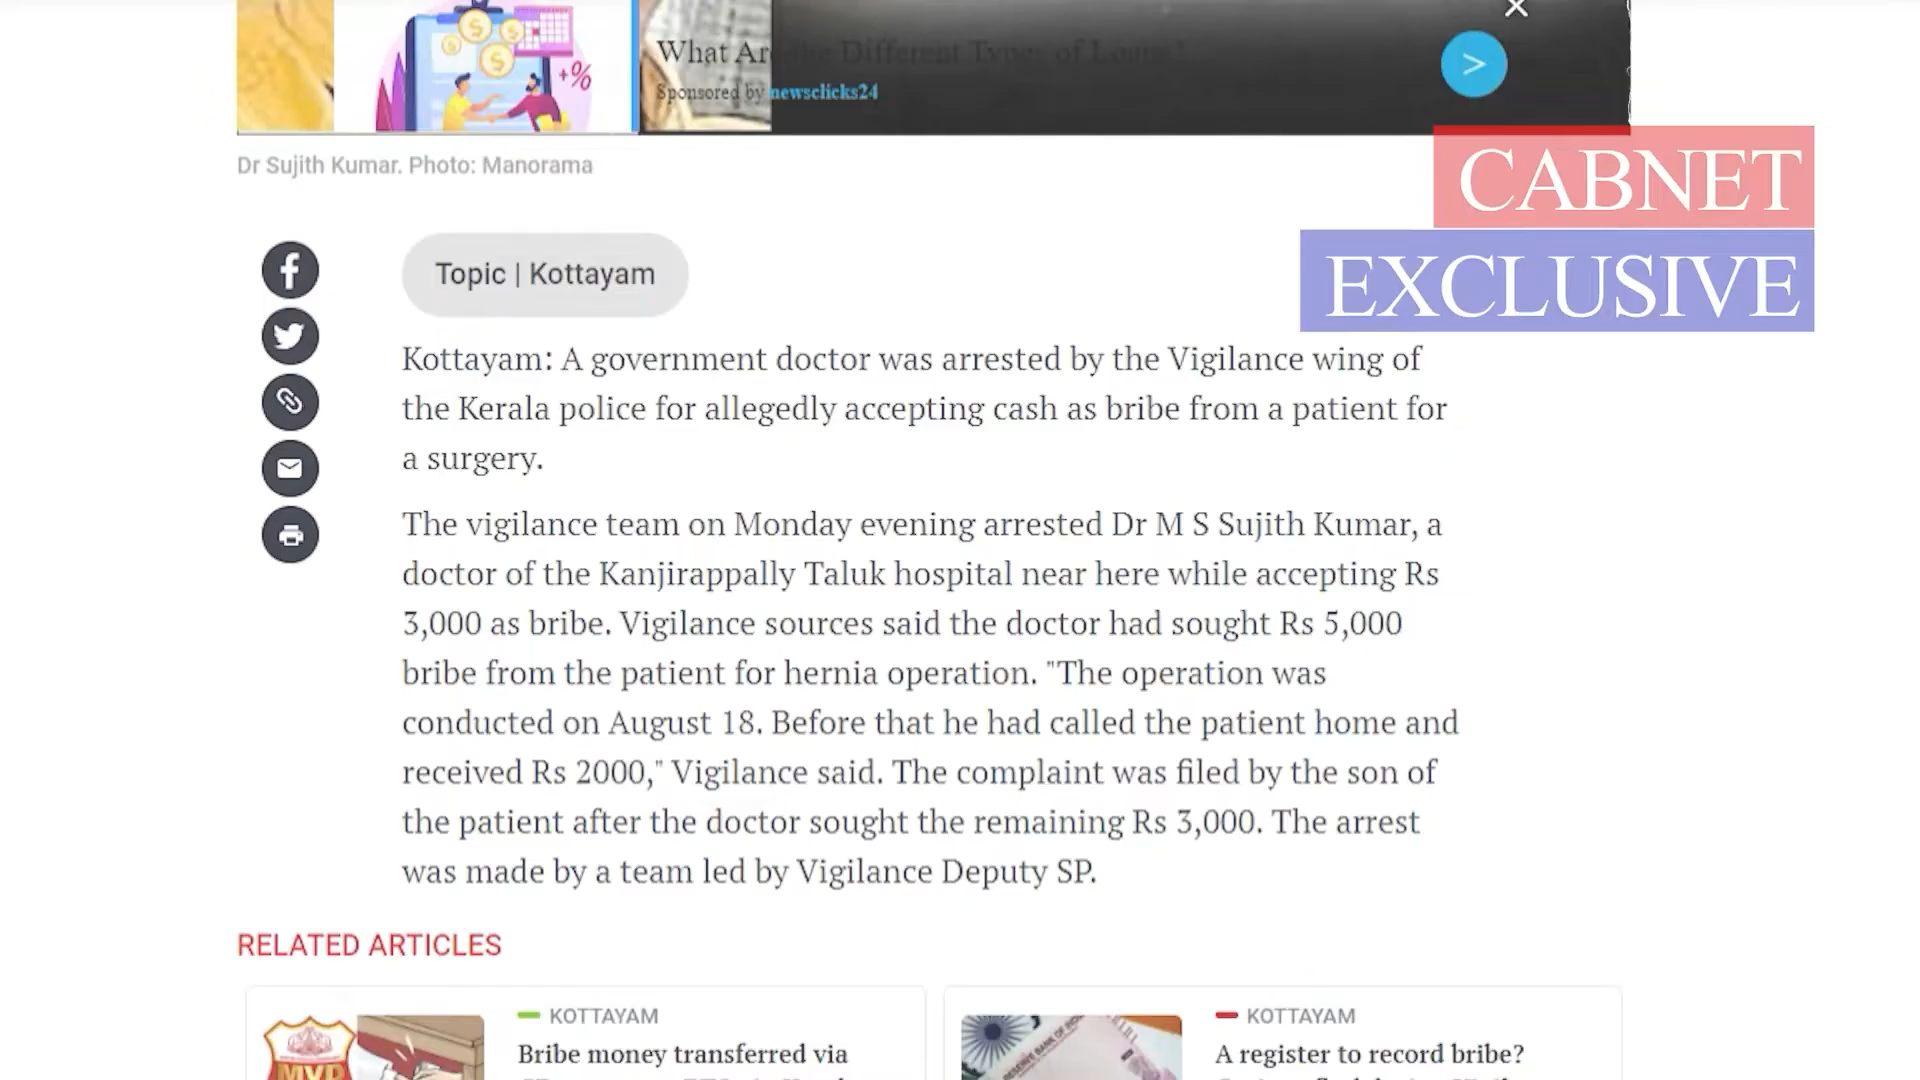 What Are the Different Types of Loans?
Sponsored by newsclicks24
+%
Dr Sujith Kumar. Photo: Manorama
CABNET
EXCLUSIVE
Topic | Kottayam
Kottayam: A government doctor was arrested by the Vigilance wing of
the Kerala police for allegedly accepting cash as bribe from a patient for
a surgery.
The vigilance team on Monday evening arrested Dr M S Sujith Kumar, a
doctor of the Kanjirappally Taluk hospital near here while accepting Rs
3,000 as bribe. Vigilance sources said the doctor had sought Rs 5,000
bribe from the patient for hernia operation. "The operation was
conducted on August 18. Before that he had called the patient home and
received Rs 2000," Vigilance said. The complaint was filed by the son of
the patient after the doctor sought the remaining Rs 3,000. The arrest
was made by a team led by Vigilance Deputy SP.
RELATED ARTICLES
KOTTAYAM
Bribe money transferred via
KOTTAYAM
A register to record bribe?
RESERVE BANK OF